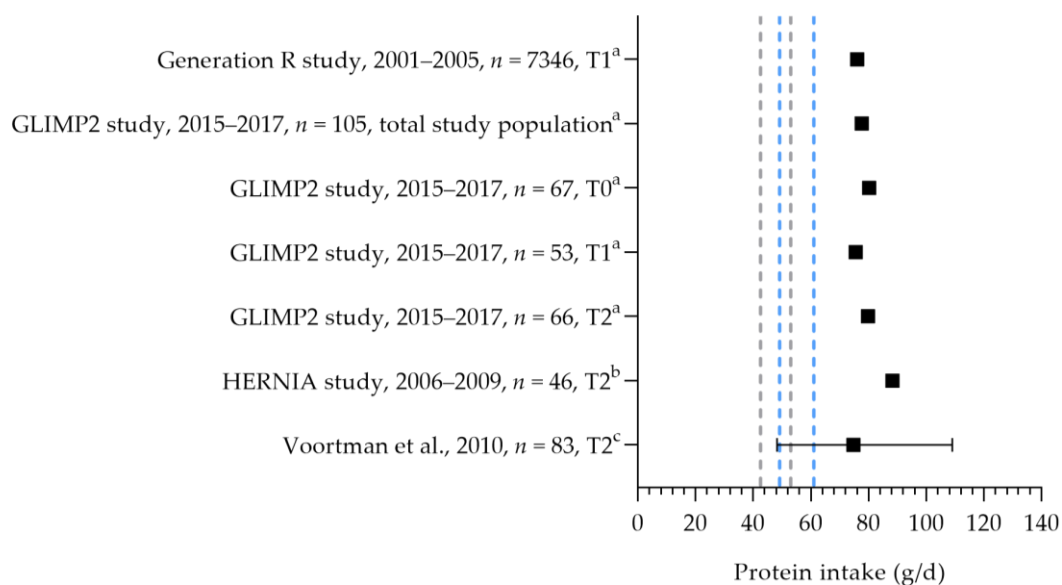 Generation R study, 2001–2005, n = 7346, T1a
GLIMP2 study, 2015–2017, n = 105, total study populationa
GLIMP2 study, 2015–2017, n = 67, T0a
GLIMP2 study, 2015–2017, n = 53, T1a
GLIMP2 study, 2015–2017, n = 66, T2a
HERNIA study, 2006–2009, n = 46, T2b
Voortman et al., 2010, n = 83, T2c
0 20 40 60 80 100 120 140
Protein intake (g/d)